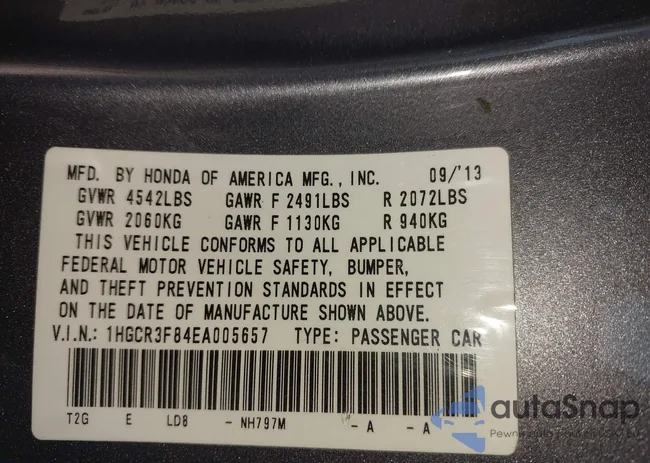 MFD. BY HONDA OF AMERICA MFG., INC. 09/'13
GVWR 4542LBS GAWR F 2491LBS R 2072LBS
GVWR 2060KG GAWR F 1130KG R 940KG
THIS VEHICLE CONFORMS TO ALL APPLICABLE
FEDERAL MOTOR VEHICLE SAFETY, BUMPER,
AND THEFT PREVENTION STANDARDS IN EFFECT
ON THE DATE OF MANUFACTURE SHOWN ABOVE.
V.I.N.: 1HGCR3F84EA005657 TYPE: PASSENGER CAR
T2G E LD8 - NH797M - A - A
autaSnap